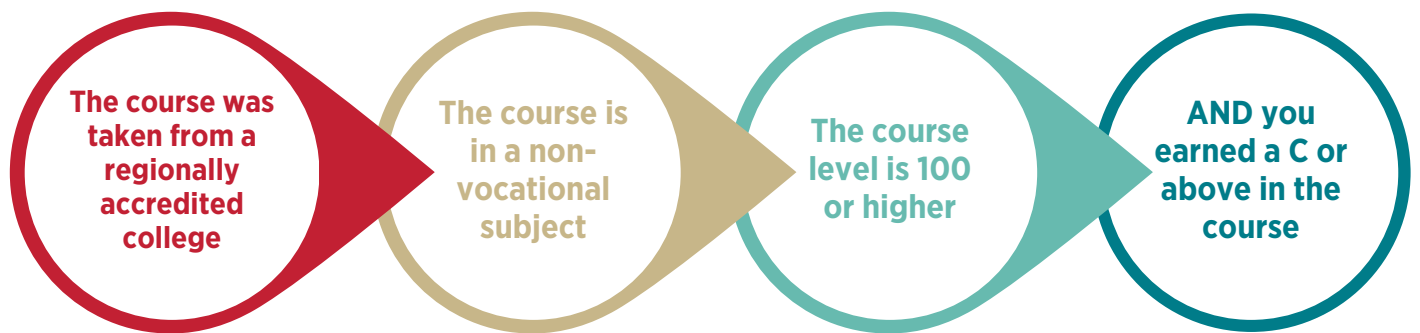 The course was
taken from a
regionally
accredited
college
The course is
in a non-
vocational
subject
The course
level is 100
or higher
AND you
earned a C or
above in the
course